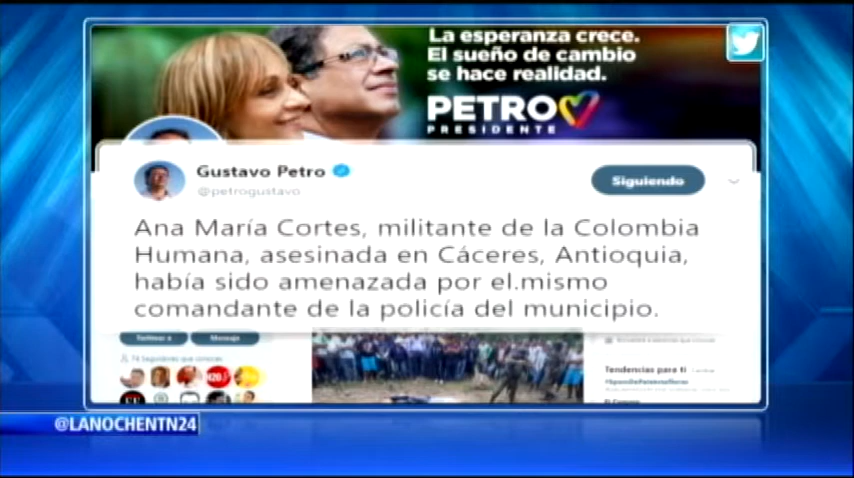 La esperanza crece.
El sueño de cambio
se hace realidad.
PETRO
PRESIDENTE
Gustavo Petro
@petrogustavo
Siguiendo
Ana María Cortes, militante de la Colombia
Humana, asesinada en Cáceres, Antioquia,
había sido amenazada por el.mismo
comandante de la policía del municipio.
Twittear a
Mensaje
Tendencias para ti
@LANOCHENTN24